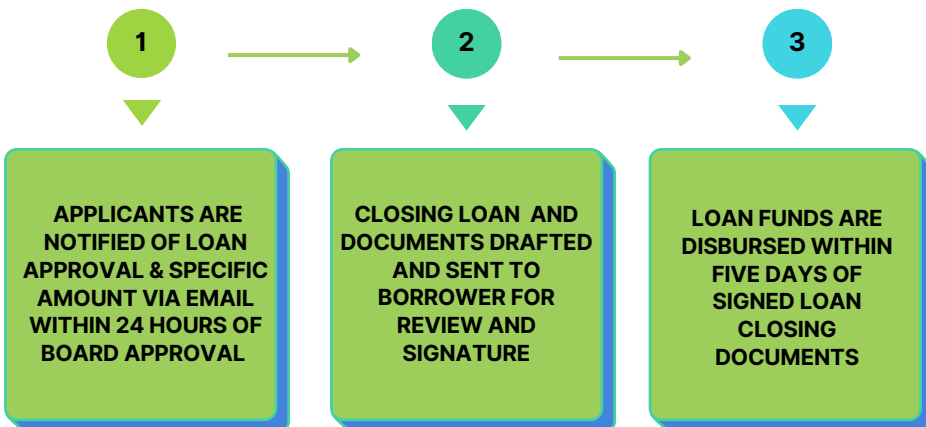 1
2
3
APPLICANTS ARE
NOTIFIED OF LOAN
APPROVAL & SPECIFIC
AMOUNT VIA EMAIL
WITHIN 24 HOURS OF
BOARD APPROVAL
CLOSING LOAN AND
DOCUMENTS DRAFTED
AND SENT TO
BORROWER FOR
REVIEW AND
SIGNATURE
LOAN FUNDS ARE
DISBURSED WITHIN
FIVE DAYS OF
SIGNED LOAN
CLOSING
DOCUMENTS